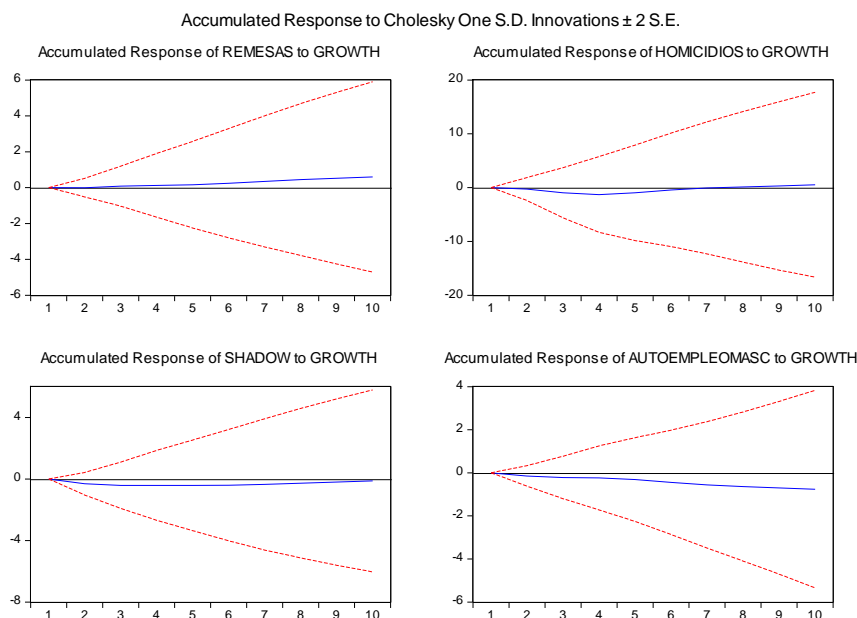 Accumulated Response to Cholesky One S.D. Innovations ± 2 S.E.
Accumulated Response of REMESAS to GROWTH
6
4
2
0
-2
-4
-6
1 2 3 4 5 6 7 8 9 10
Accumulated Response of HOMICIDIOS to GROWTH
20
10
0
-10
-20
1 2 3 4 5 6 7 8 9 10
Accumulated Response of SHADOW to GROWTH
4
0
-4
-8
1 2 3 4 5 6 7 8 9 10
Accumulated Response of AUTOEMPLEOMASC to GROWTH
4
2
0
-2
-4
-6
1 2 3 4 5 6 7 8 9 10